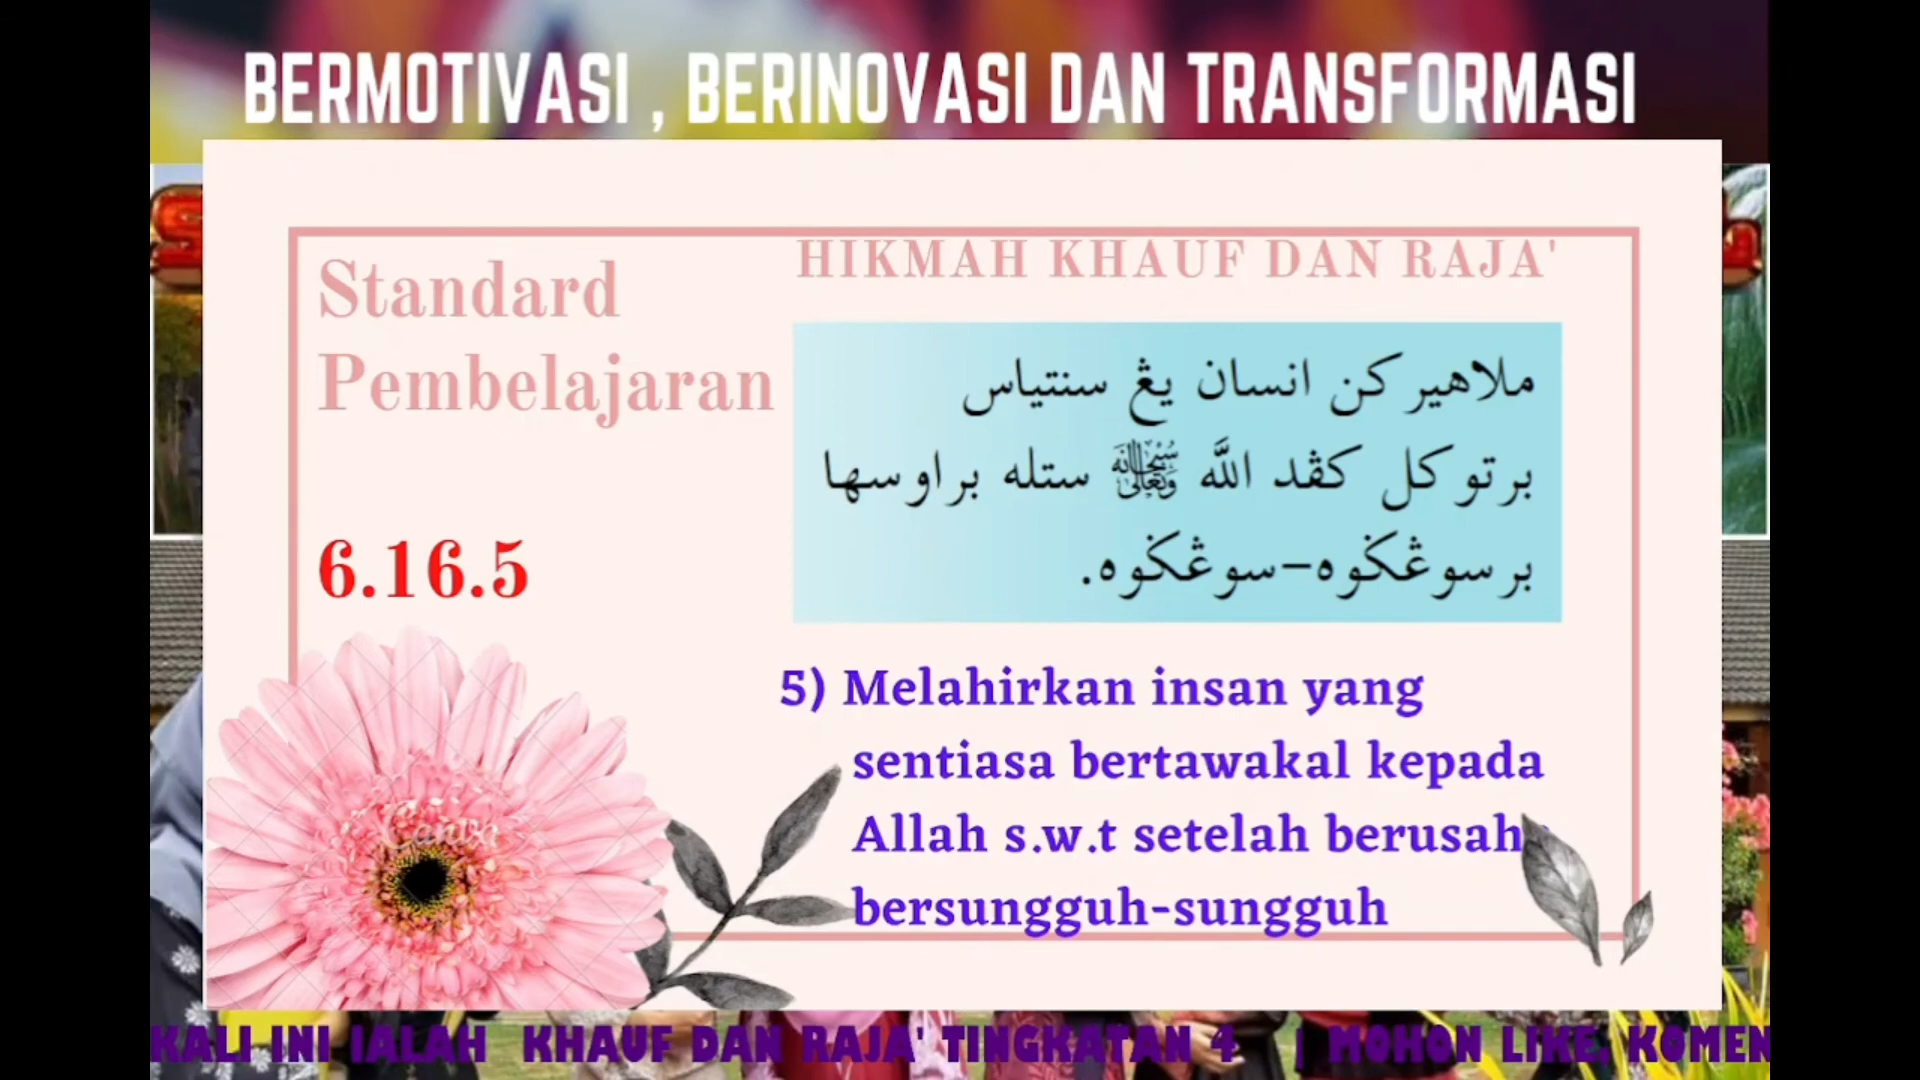 BERMOTIVASI , BERINOVASI DAN TRANSFORMASI
Standard
Pembelajaran
6.16.5
HIKMAH KHAUF DAN RAJA'
ملاهيركن انسان يڠ سنتياس
برتوكل كڤد الله ﷻ ستله براوسها
برسوڠݢوه–سوڠݢوه.
5) Melahirkan insan yang
sentiasa bertawakal kepada
Allah s.w.t setelah berusaha
bersungguh-sungguh
KALI INI IALAH KHAUF DAN RAJA' TINGKATAN 4 | MOHON LIKE, KOMEN